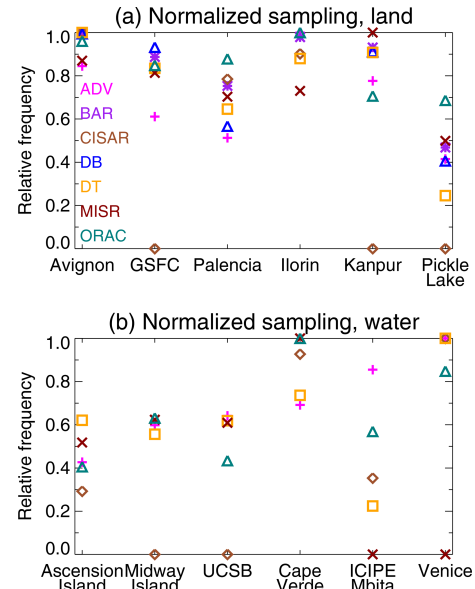 (a) Normalized sampling, land
1.0
0.8
0.6
0.4
0.2
0.0
Relative frequency
ADV
BAR
CISAR
DB
DT
MISR
ORAC
Avignon GSFC Palencia Ilorin Kanpur Pickle
Lake
(b) Normalized sampling, water
1.0
0.8
0.6
0.4
0.2
0.0
Relative frequency
Ascension Midway UCSB Cape ICIPE Venice
Island Island Verde Mbita